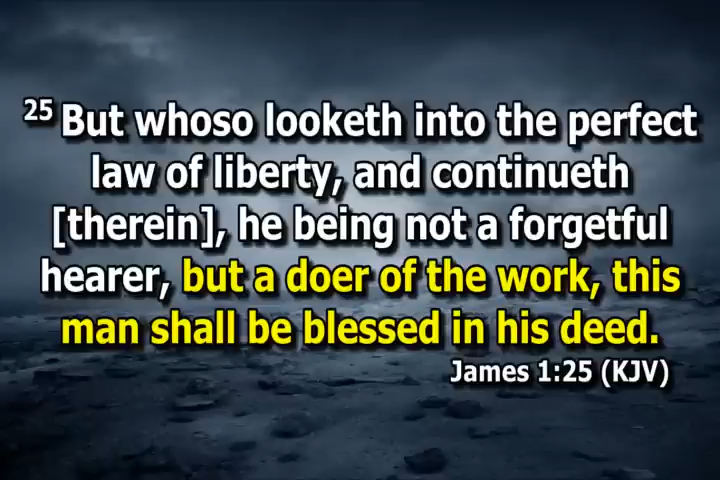 25 But whoso looketh into the perfect
law of liberty, and continueth
[therein], he being not a forgetful
hearer, but a doer of the work, this
man shall be blessed in his deed.
James 1:25 (KJV)